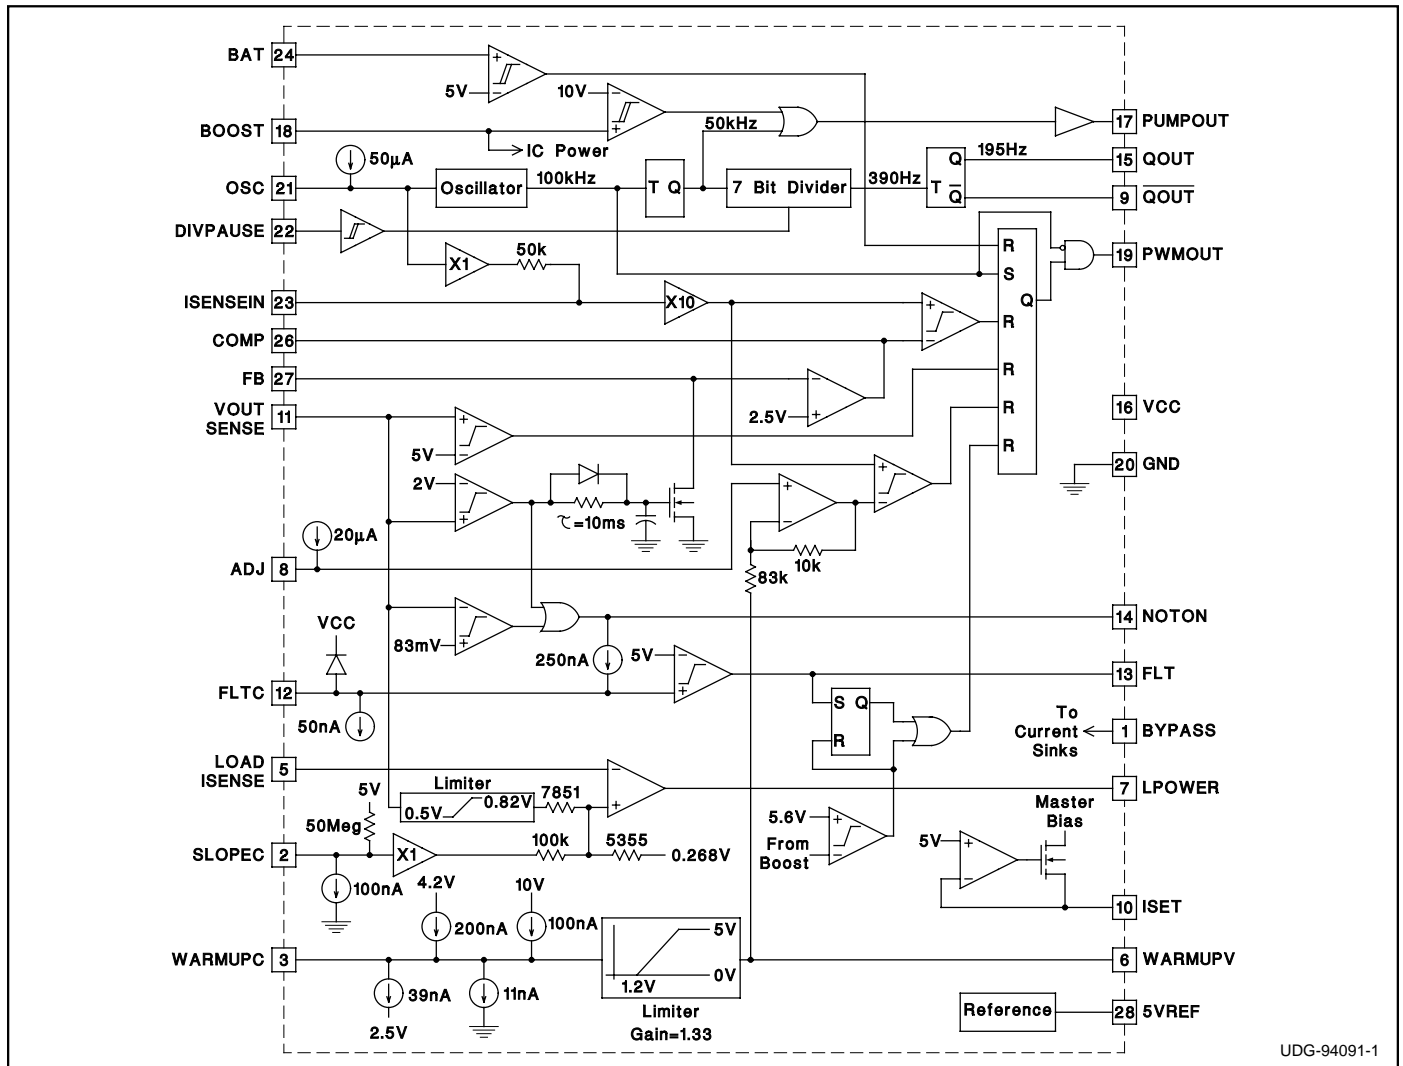 BAT 24
5V
10V
BOOST 18
IC Power
50kHz
17 PUMPOUT
50µA
OSC 21
Oscillator
100kHz
T Q
7 Bit Divider
390Hz
T Q Q
195Hz
15 QOUT
9 QOUT
DIVPAUSE 22
X1
50k
R
S
Q
R
R
R
R
19 PWMOUT
ISENSEIN 23
X10
+
−
COMP 26
FB 27
2.5V
VOUT
SENSE 11
5V
16 VCC
2V
20 GND
τ=10ms
20µA
ADJ 8
10k
83k
VCC
83mV
14 NOTON
250nA
5V
FLTC 12
13 FLT
50nA
S Q
R
To
Current
Sinks
1 BYPASS
LOAD
ISENSE 5
Limiter
5V
0.5V
0.82V
7851
7 LPOWER
Master
Bias
50Meg
5.6V
From
Boost
5V
SLOPEC 2
X1
100k
5355
0.268V
100nA
4.2V
10V
200nA
100nA
10 ISET
WARMUPC 3
5V
0V
1.2V
6 WARMUPV
39nA
11nA
2.5V
Limiter
Gain=1.33
Reference
28 5VREF
UDG-94091-1